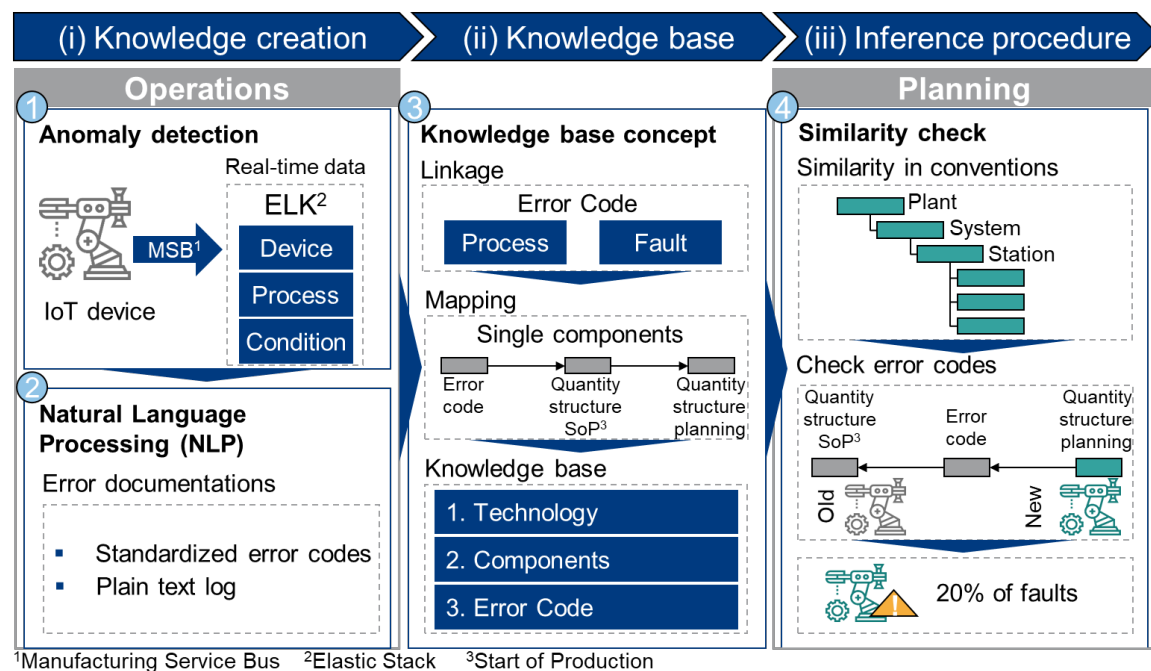 (i) Knowledge creation
(ii) Knowledge base
(iii) Inference procedure
Operations
Planning
1
Anomaly detection
Real-time data
ELK²
MSB¹
Device
Process
Condition
IoT device
2
Natural Language
Processing (NLP)
Error documentations
Standardized error codes
Plain text log
3
Knowledge base concept
Linkage
Error Code
Process
Fault
Mapping
Single components
Error
code
Quantity
structure
SoP³
Quantity
structure
planning
Knowledge base
1. Technology
2. Components
3. Error Code
4
Similarity check
Similarity in conventions
Plant
System
Station
Check error codes
Quantity
structure
SoP³
Error
code
Quantity
structure
planning
Old
New
!
20% of faults
¹Manufacturing Service Bus ²Elastic Stack ³Start of Production